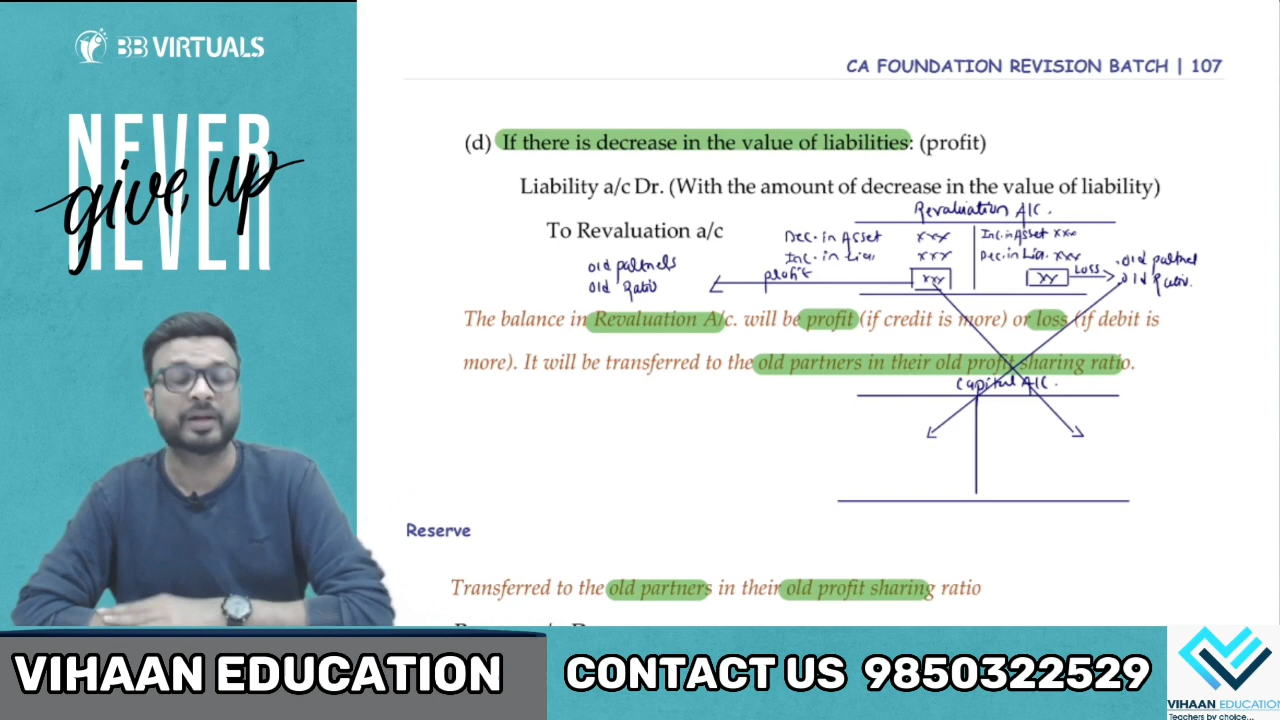 BB VIRTUALS
NEVER
give up
NEVER
CA FOUNDATION REVISION BATCH | 107
(d) If there is decrease in the value of liabilities: (profit)
Liability a/c Dr. (With the amount of decrease in the value of liability)
To Revaluation a/c
Revaluation A/C.
Dec. in Asset xxx
Inc. in Asset xxx
Inc. in Lia. xxx
Dec. in Lia. xxx
old partners
old Ratio
profit
xxx
xx
Loss
old partner
old Ratio.
The balance in Revaluation A/c. will be profit (if credit is more) or loss (if debit is
more). It will be transferred to the old partners in their old profit sharing ratio.
Capital A/C.
Reserve
Transferred to the old partners in their old profit sharing ratio
VIHAAN EDUCATION
CONTACT US 9850322529
VIHAAN EDUCATION
Teachers by choice...